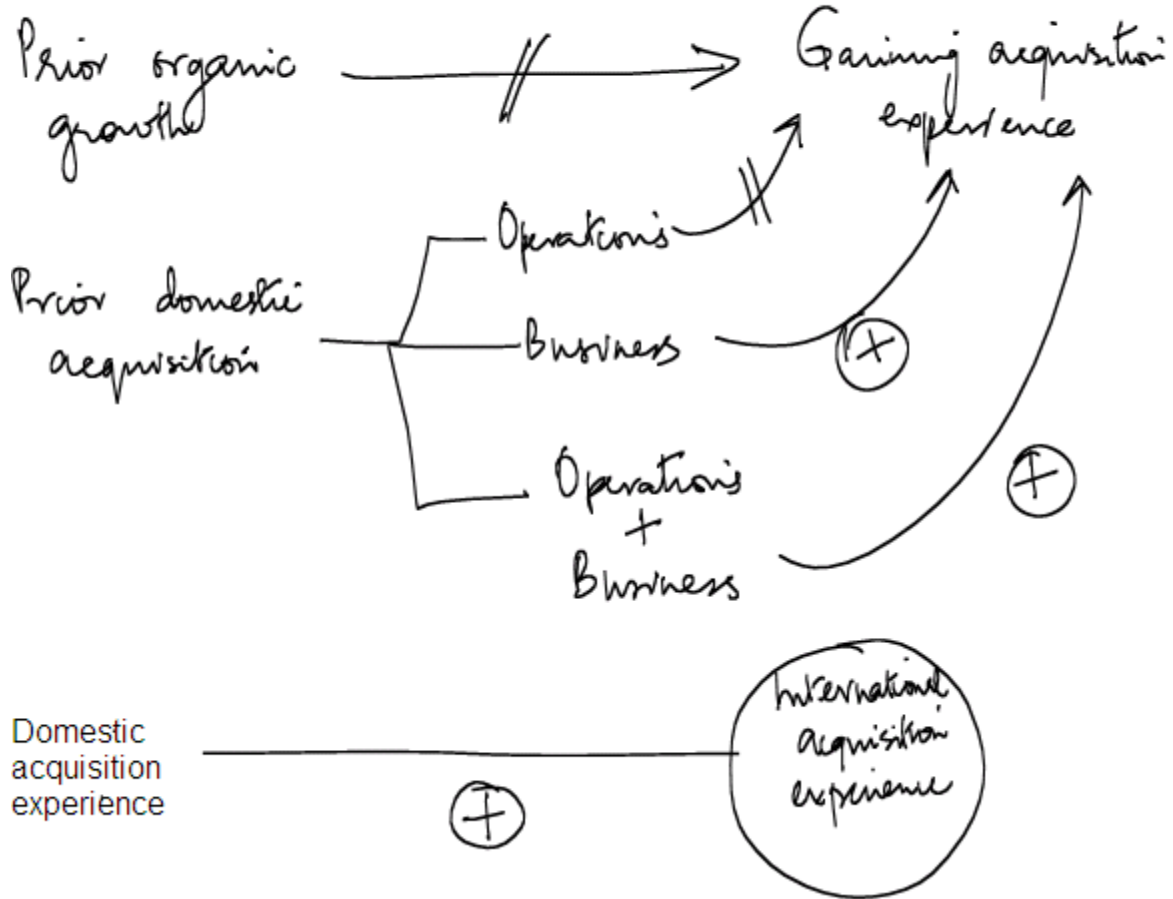 Prior organic
growth
Gaining acquisition
experience
Operations
Prior domestic
acquisition
Business
+
Operations
+
Business
+
International
acquisition
experience
Domestic
acquisition
experience
+